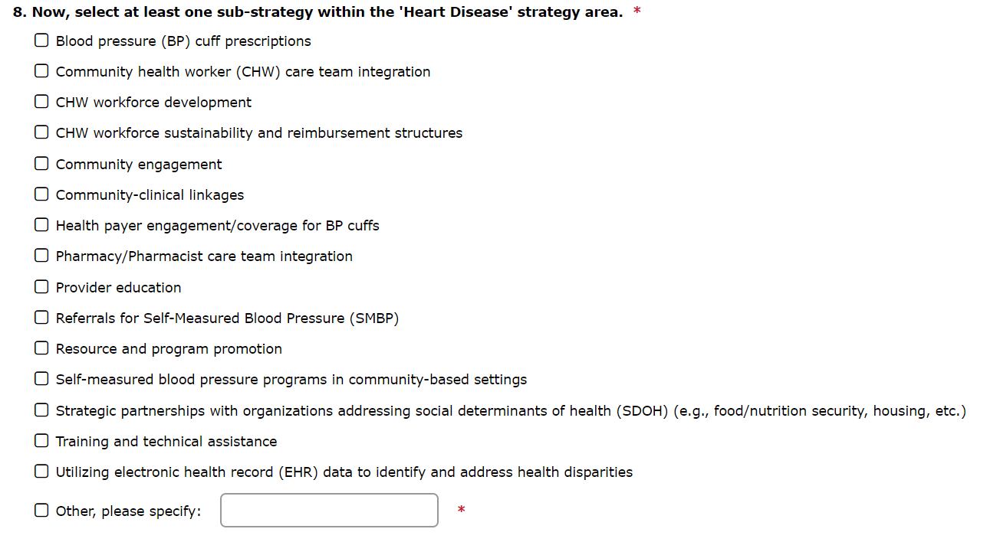 8. Now, select at least one sub-strategy within the 'Heart Disease' strategy area. *
Blood pressure (BP) cuff prescriptions
Community health worker (CHW) care team integration
CHW workforce development
CHW workforce sustainability and reimbursement structures
Community engagement
Community-clinical linkages
Health payer engagement/coverage for BP cuffs
Pharmacy/Pharmacist care team integration
Provider education
Referrals for Self-Measured Blood Pressure (SMBP)
Resource and program promotion
Self-measured blood pressure programs in community-based settings
Strategic partnerships with organizations addressing social determinants of health (SDOH) (e.g., food/nutrition security, housing, etc.)
Training and technical assistance
Utilizing electronic health record (EHR) data to identify and address health disparities
Other, please specify: *